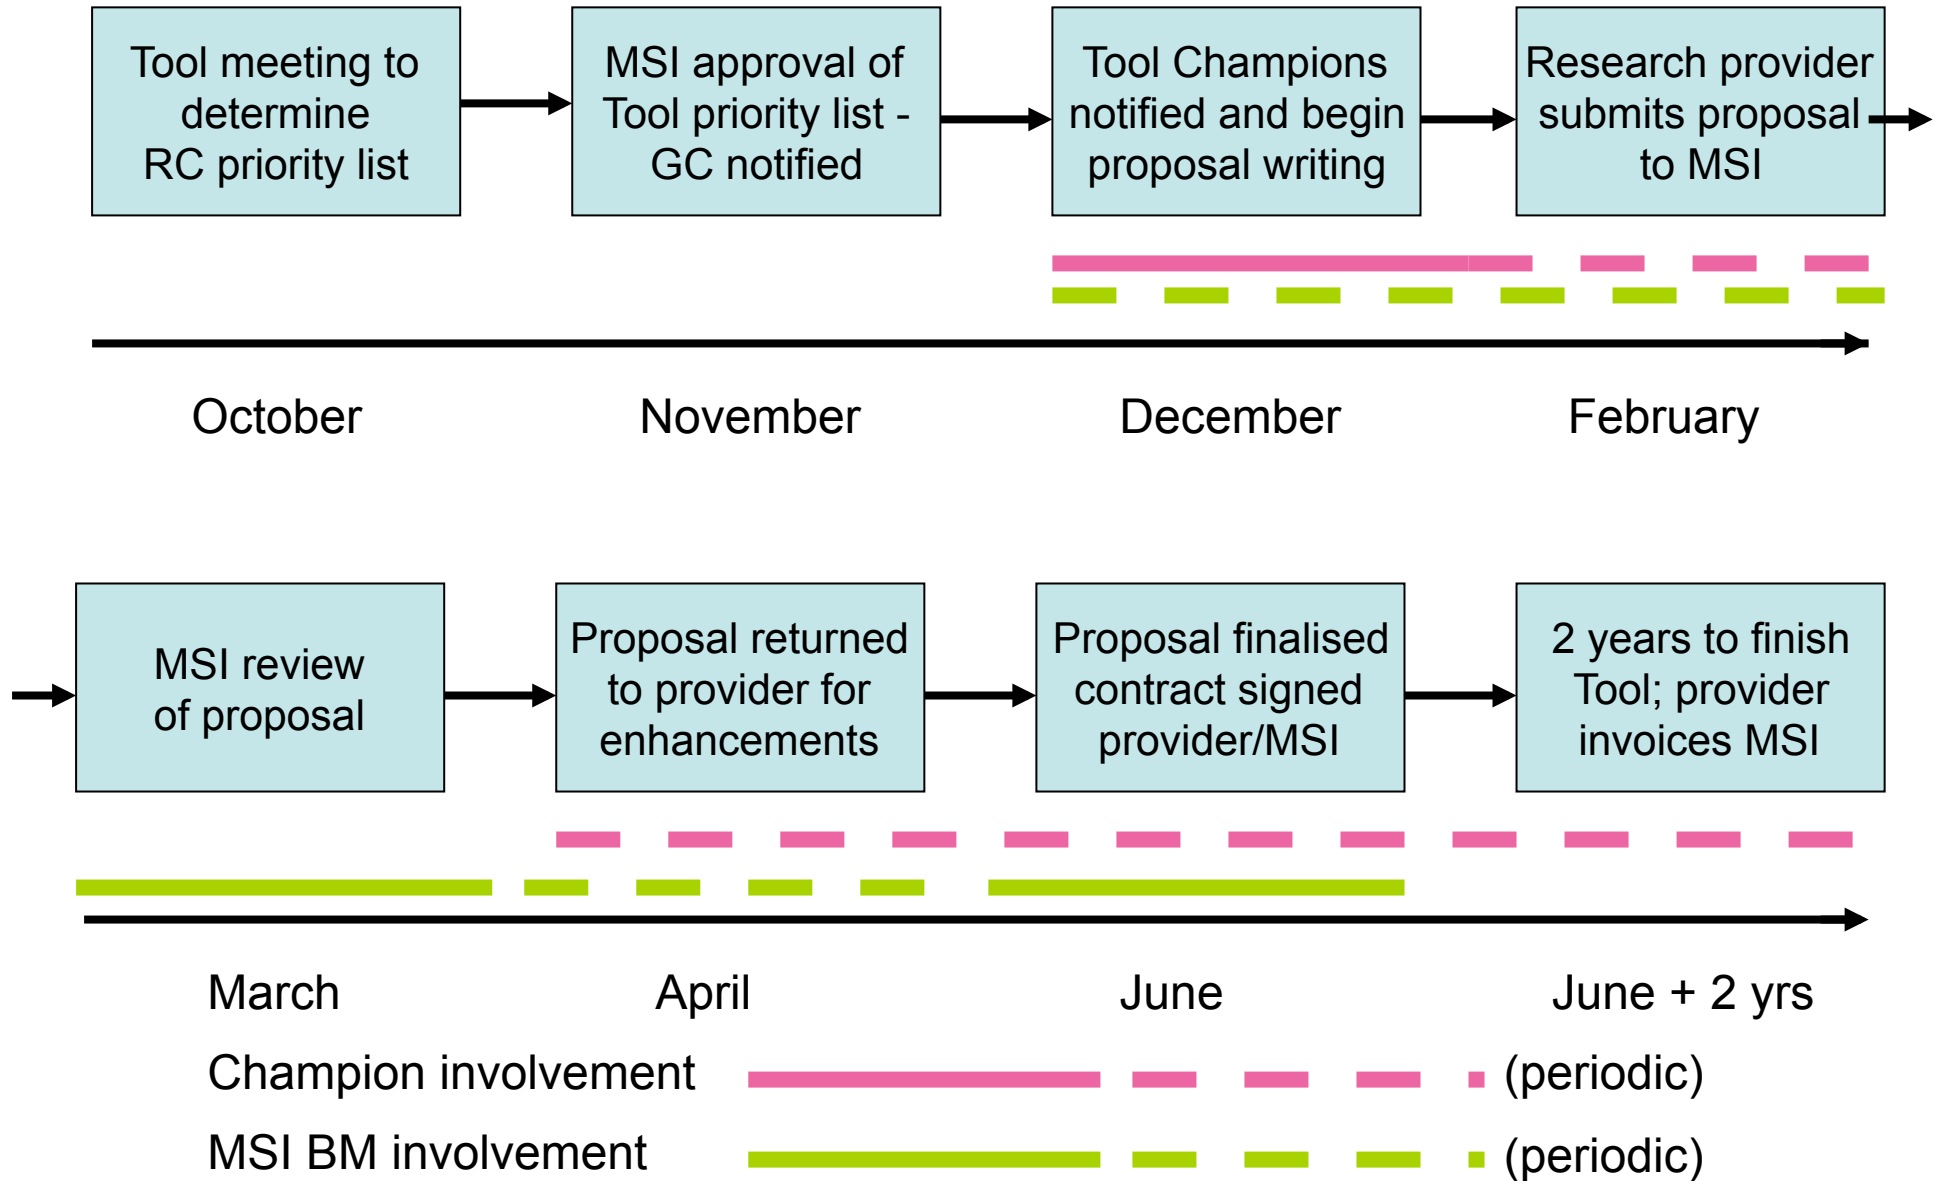 Tool meeting to
determine
RC priority list
MSI approval of
Tool priority list -
GC notified
Tool Champions
notified and begin
proposal writing
Research provider
submits proposal
to MSI
October
November
December
February
MSI review
of proposal
Proposal returned
to provider for
enhancements
Proposal finalised
contract signed
provider/MSI
2 years to finish
Tool; provider
invoices MSI
March
April
June
June + 2 yrs
Champion involvement
(periodic)
MSI BM involvement
(periodic)